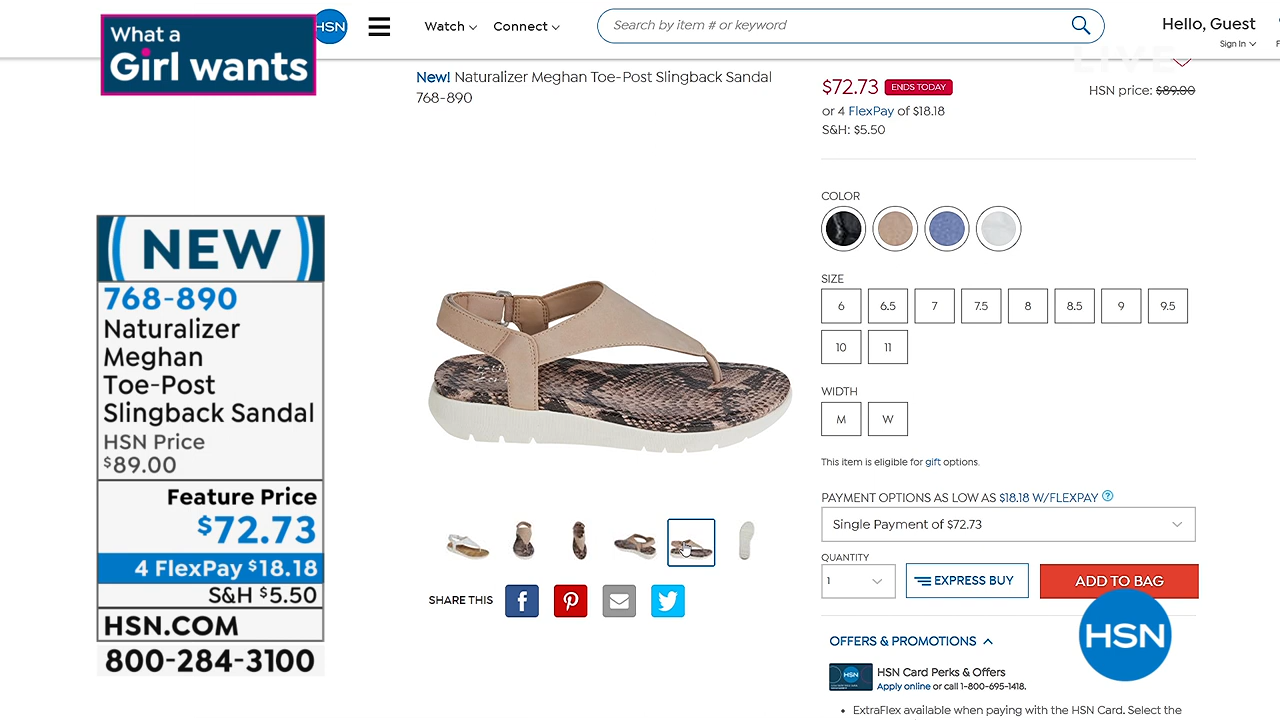 What a
Girl wants
HSN
Watch
Connect
Search by item # or keyword
Hello, Guest
Sign In
LIVE
New! Naturalizer Meghan Toe-Post Slingback Sandal
768-890
$72.73 ENDS TODAY
HSN price: $89.00
or 4 FlexPay of $18.18
S&H: $5.50
COLOR
SIZE
6 6.5 7 7.5 8 8.5 9 9.5
10 11
WIDTH
M W
This item is eligible for gift options.
PAYMENT OPTIONS AS LOW AS $18.18 W/FLEXPAY ?
Single Payment of $72.73
QUANTITY
1
EXPRESS BUY
ADD TO BAG
OFFERS & PROMOTIONS
HSN
HSN
HSN Card Perks & Offers
Apply online or call 1-800-695-1418.
• ExtraFlex available when paying with the HSN Card. Select the
SHARE THIS
(NEW)
768-890
Naturalizer
Meghan
Toe-Post
Slingback Sandal
HSN Price
$89.00
Feature Price
$72.73
4 FlexPay $18.18
S&H $5.50
HSN.COM
800-284-3100